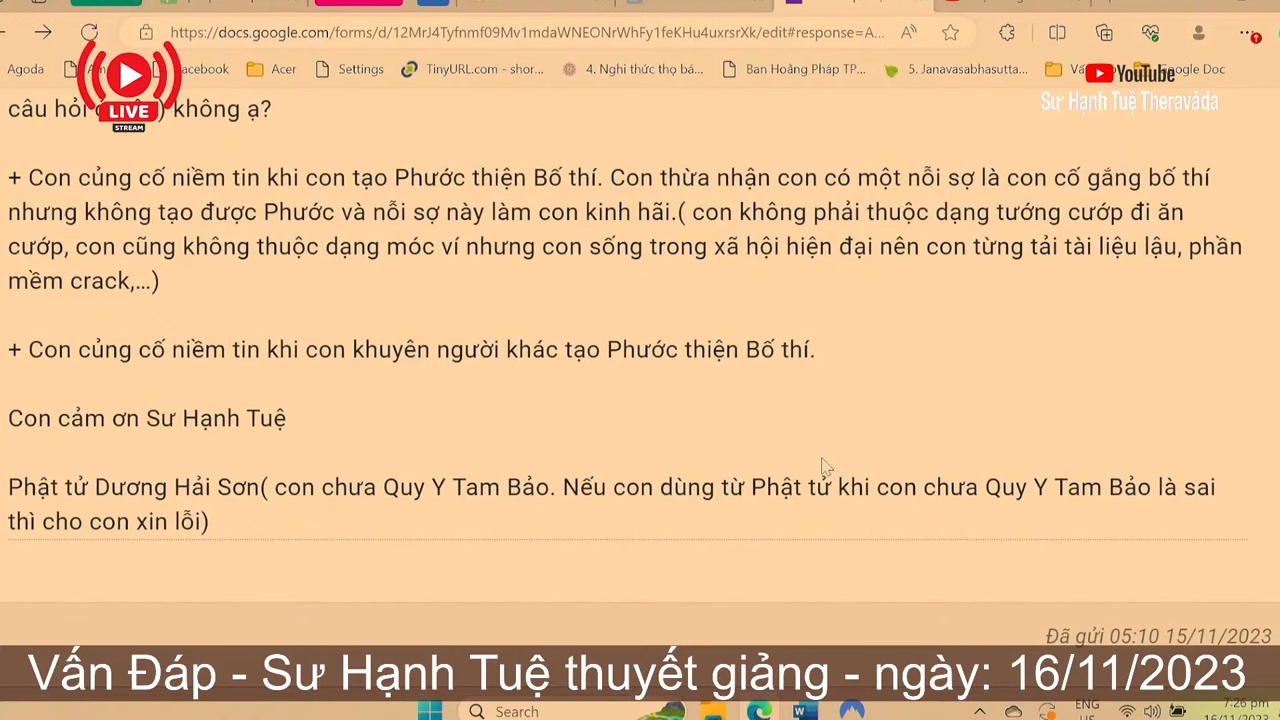 https://docs.google.com/forms/d/12MrJ4Tyfnmf09Mv1mdaWNEONrWhFy1feKHu4uxrsrXk/edit#response=A...
Agoda
acebook
Acer
Settings
TinyURL.com - shor...
4. Nghi thức thọ bá...
Ban Hoằng Pháp TP...
5. Janavasabhasutta...
Google Doc
LIVE
STREAM
YouTube
Sư Hạnh Tuệ Theravāda
câu hỏi không ạ?
+ Con củng cố niềm tin khi con tạo Phước thiện Bố thí. Con thừa nhận con có một nỗi sợ là con cố gắng bố thí
nhưng không tạo được Phước và nỗi sợ này làm con kinh hãi.( con không phải thuộc dạng tướng cướp đi ăn
cướp, con cũng không thuộc dạng móc ví nhưng con sống trong xã hội hiện đại nên con từng tải tài liệu lậu, phần
mềm crack,...)
+ Con củng cố niềm tin khi con khuyên người khác tạo Phước thiện Bố thí.
Con cảm ơn Sư Hạnh Tuệ
Phật tử Dương Hải Sơn( con chưa Quy Y Tam Bảo. Nếu con dùng từ Phật tử khi con chưa Quy Y Tam Bảo là sai
thì cho con xin lỗi)
Đã gửi 05:10 15/11/2023
Vấn Đáp - Sư Hạnh Tuệ thuyết giảng - ngày: 16/11/2023
Search
ENG
7:26 pm